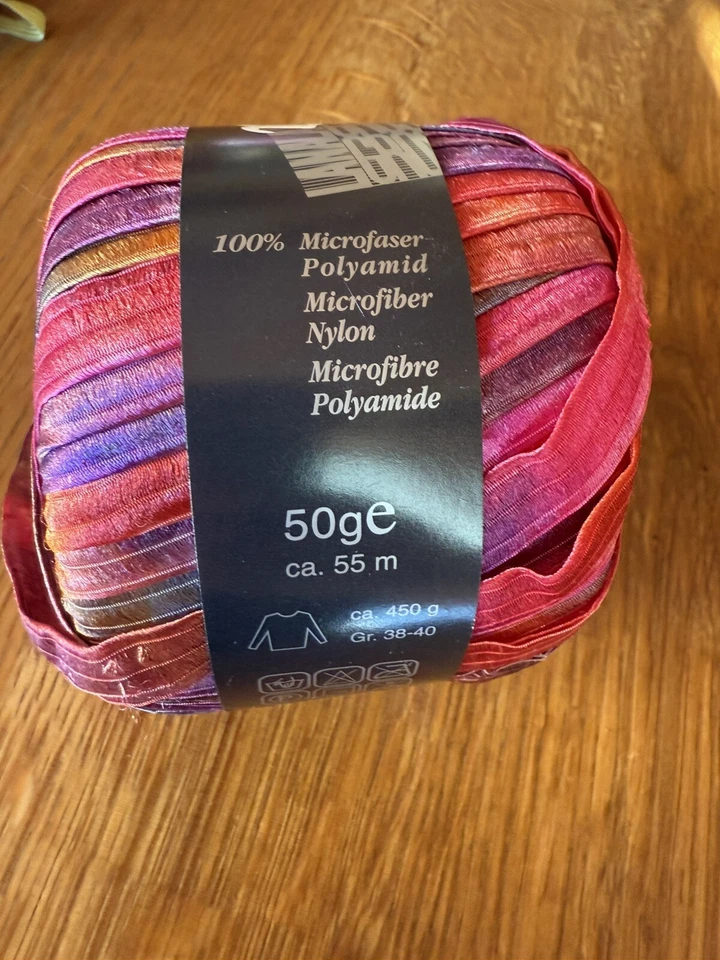 100% Microfaser
Polyamid
Microfiber
Nylon
Microfibre
Polyamide
50g e
ca. 55 m
ca. 450 g
Gr. 38-40